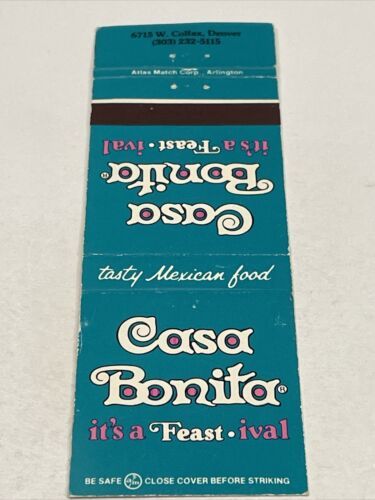 6715 W. Colfax, Denver
(303) 232-5115
Atlas Match Corp., Arlington
it's a Feast • ival
Casa
Bonita®
tasty Mexican food
Casa
Bonita®
it's a Feast • ival
BE SAFE am CLOSE COVER BEFORE STRIKING